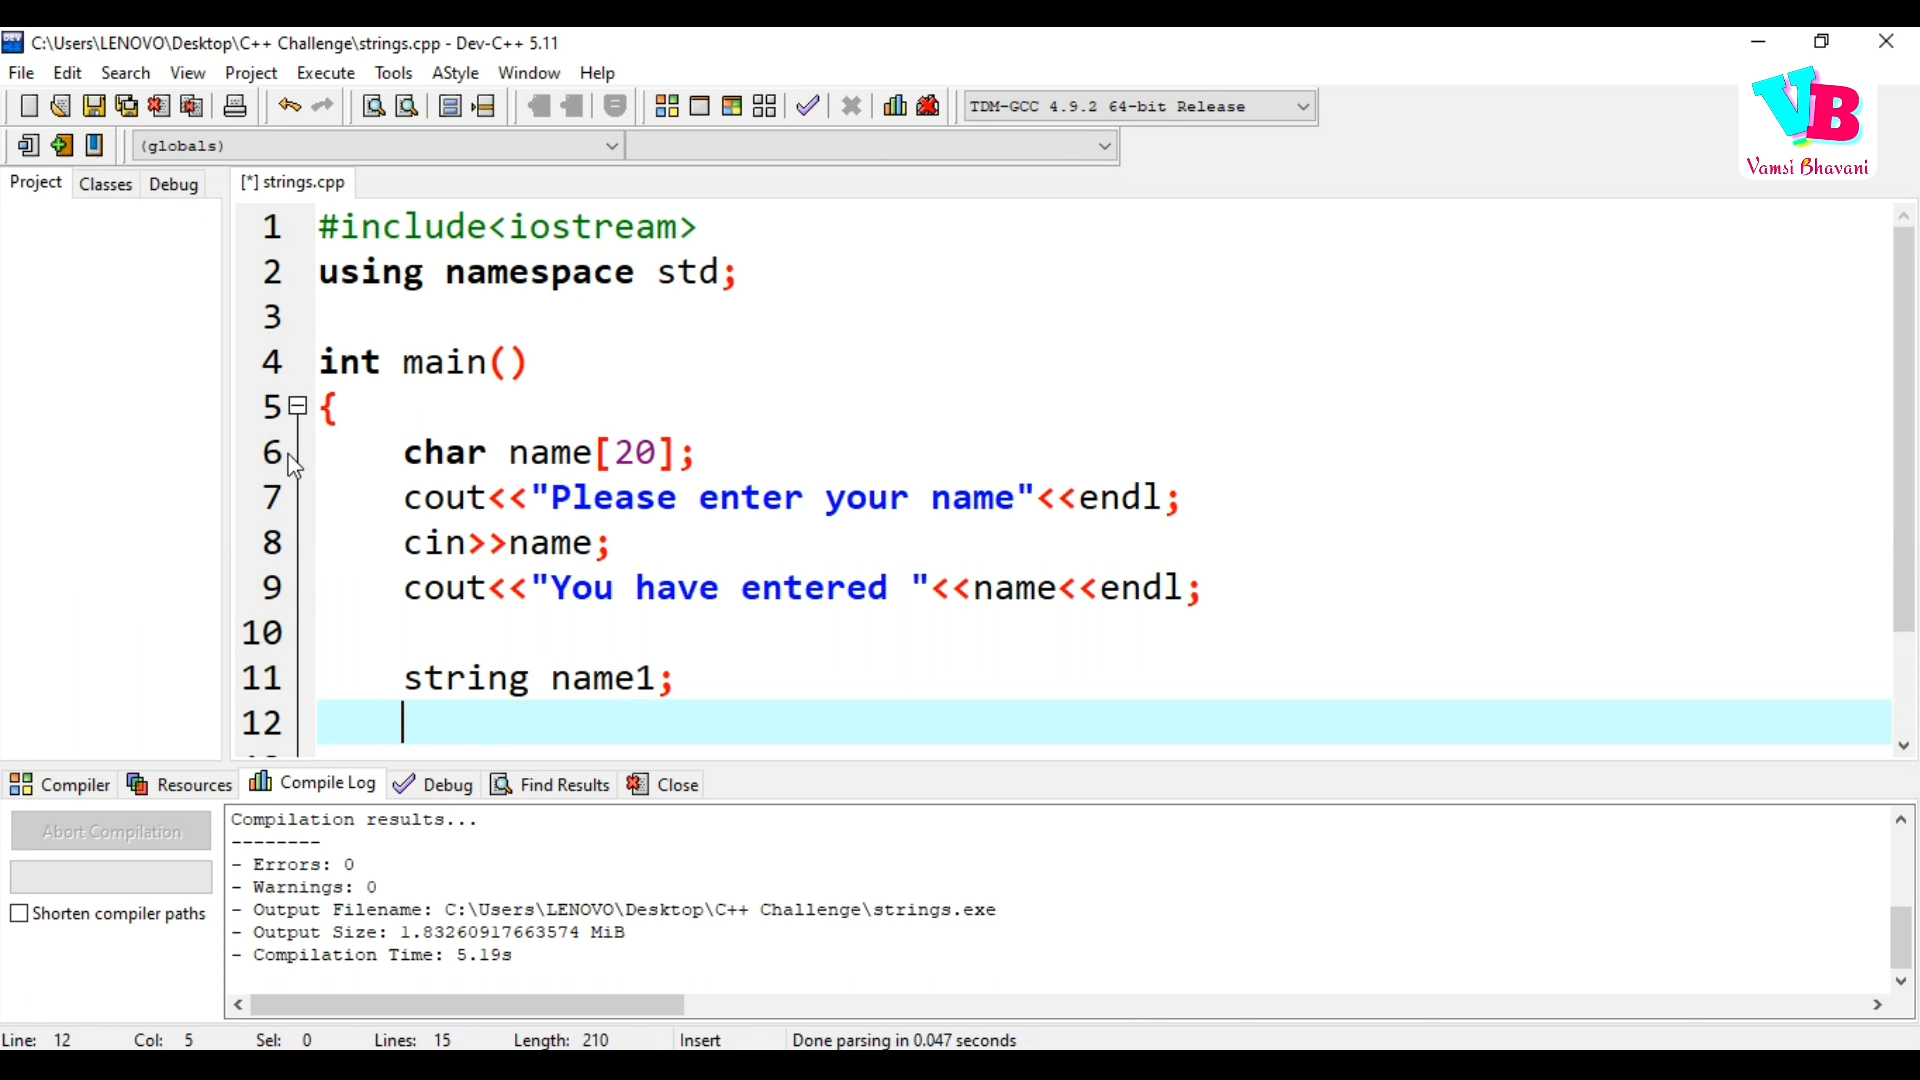 C:\Users\LENOVO\Desktop\C++ Challenge\strings.cpp - Dev-C++ 5.11
File Edit Search View Project Execute Tools AStyle Window Help
TDM-GCC 4.9.2 64-bit Release
(globals)
VB
Vamsi Bhavani
Project Classes Debug
[*] strings.cpp
1 #include<iostream>
2 using namespace std;
3
4 int main()
5 {
6 char name[20];
7 cout<<"Please enter your name"<<endl;
8 cin>>name;
9 cout<<"You have entered "<<name<<endl;
10
11 string name1;
12
Compiler Resources Compile Log Debug Find Results Close
Abort Compilation
Shorten compiler paths
Compilation results...
--------
- Errors: 0
- Warnings: 0
- Output Filename: C:\Users\LENOVO\Desktop\C++ Challenge\strings.exe
- Output Size: 1.83260917663574 MiB
- Compilation Time: 5.19s
Line: 12 Col: 5 Sel: 0 Lines: 15 Length: 210 Insert Done parsing in 0.047 seconds